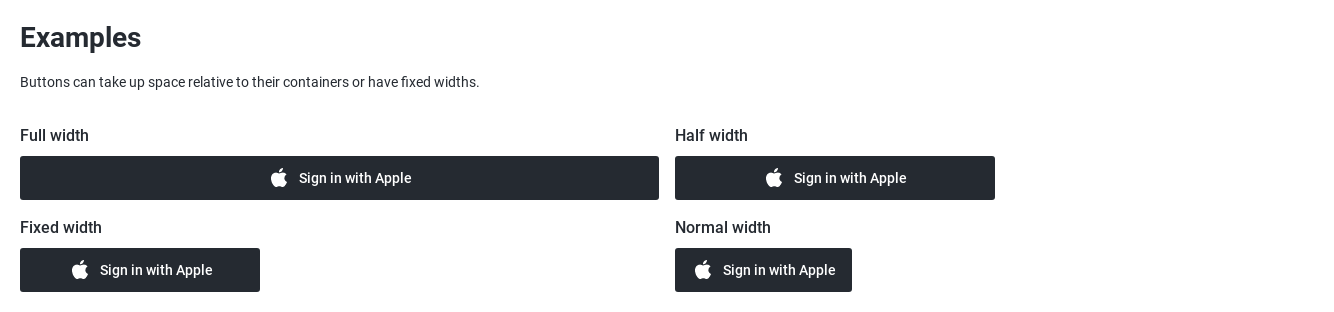 Examples
Buttons can take up space relative to their containers or have fixed widths.
Full width
Sign in with Apple
Half width
Sign in with Apple
Fixed width
Sign in with Apple
Normal width
Sign in with Apple